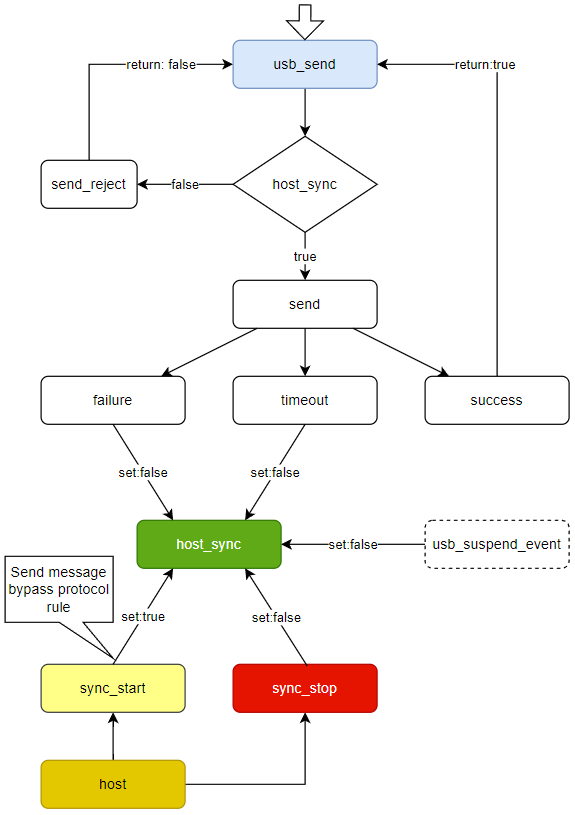 usb_send
return: false
return:true
send_reject
false
host_sync
true
send
failure
timeout
success
set:false
set:false
host_sync
set:false
usb_suspend_event
Send message
bypass protocol
rule
set:true
set:false
sync_start
sync_stop
host